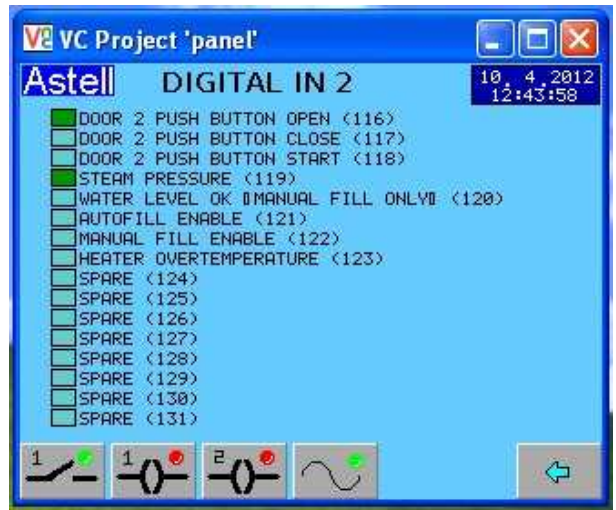 VC VC Project 'panel'
Astell DIGITAL IN 2 10. 4.2012
12:43:58
DOOR 2 PUSH BUTTON OPEN (116)
DOOR 2 PUSH BUTTON CLOSE (117)
DOOR 2 PUSH BUTTON START (118)
STEAM PRESSURE (119)
WATER LEVEL OK ▯MANUAL FILL ONLY▯ (120)
AUTOFILL ENABLE (121)
MANUAL FILL ENABLE (122)
HEATER OVERTEMPERATURE (123)
SPARE (124)
SPARE (125)
SPARE (126)
SPARE (127)
SPARE (128)
SPARE (129)
SPARE (130)
SPARE (131)
1 1 2